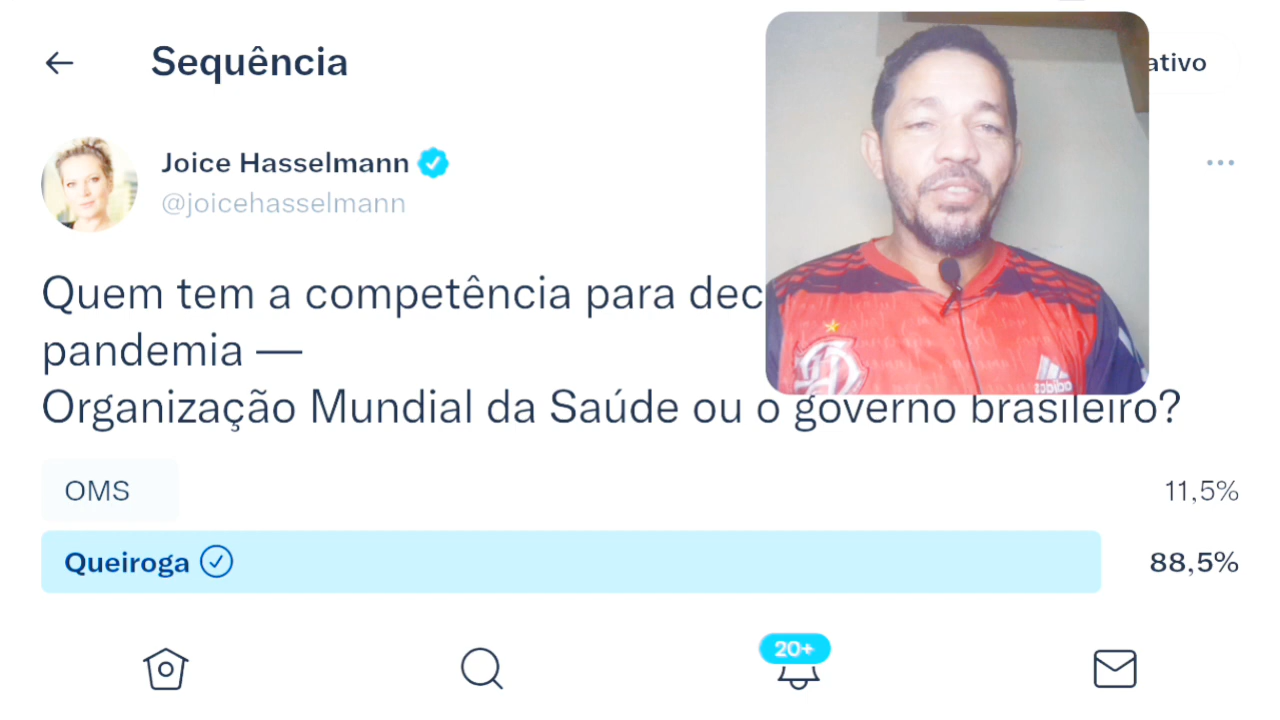 Sequência
ativo
Joice Hasselmann
@joicehasselmann
Quem tem a competência para dec
pandemia —
Organização Mundial da Saúde ou o governo brasileiro?
OMS 11,5%
Queiroga 88,5%
20+
adidas